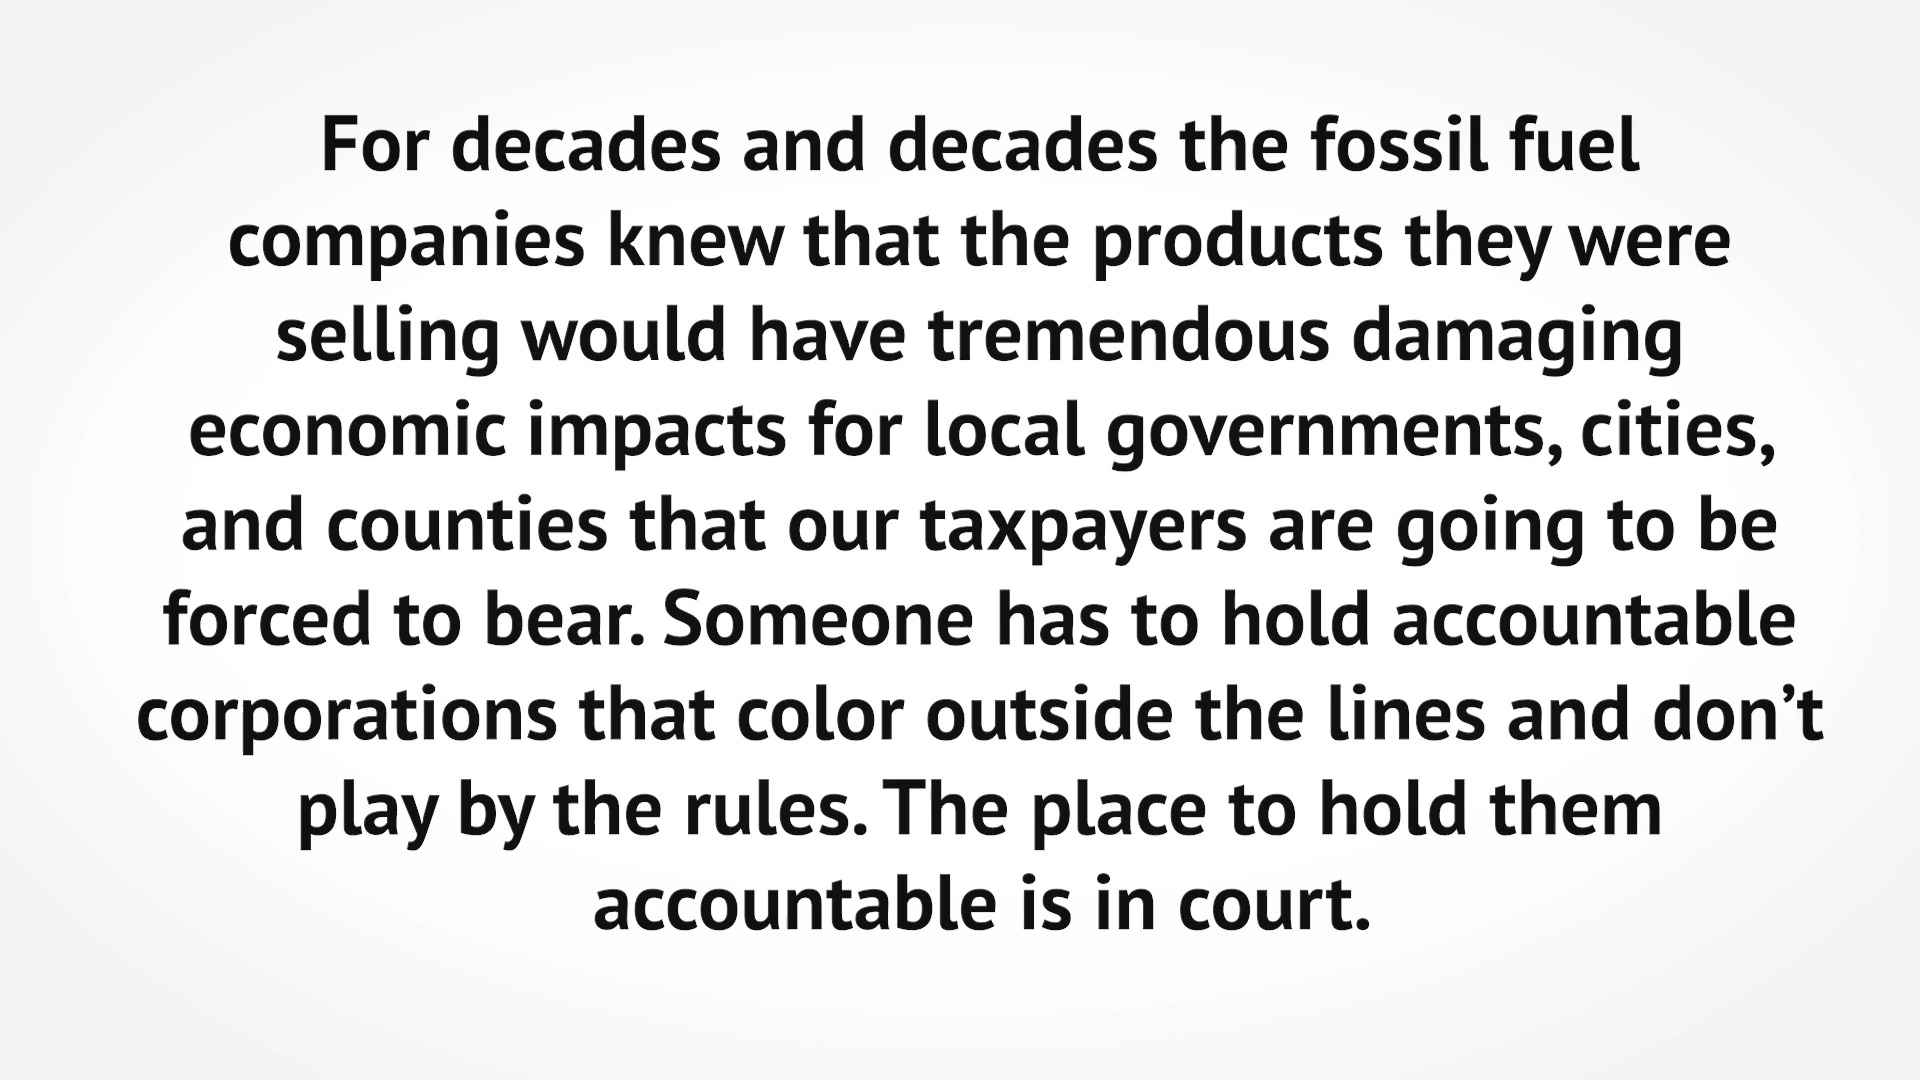 For decades and decades the fossil fuel
companies knew that the products they were
selling would have tremendous damaging
economic impacts for local governments, cities,
and counties that our taxpayers are going to be
forced to bear. Someone has to hold accountable
corporations that color outside the lines and don’t
play by the rules. The place to hold them
accountable is in court.